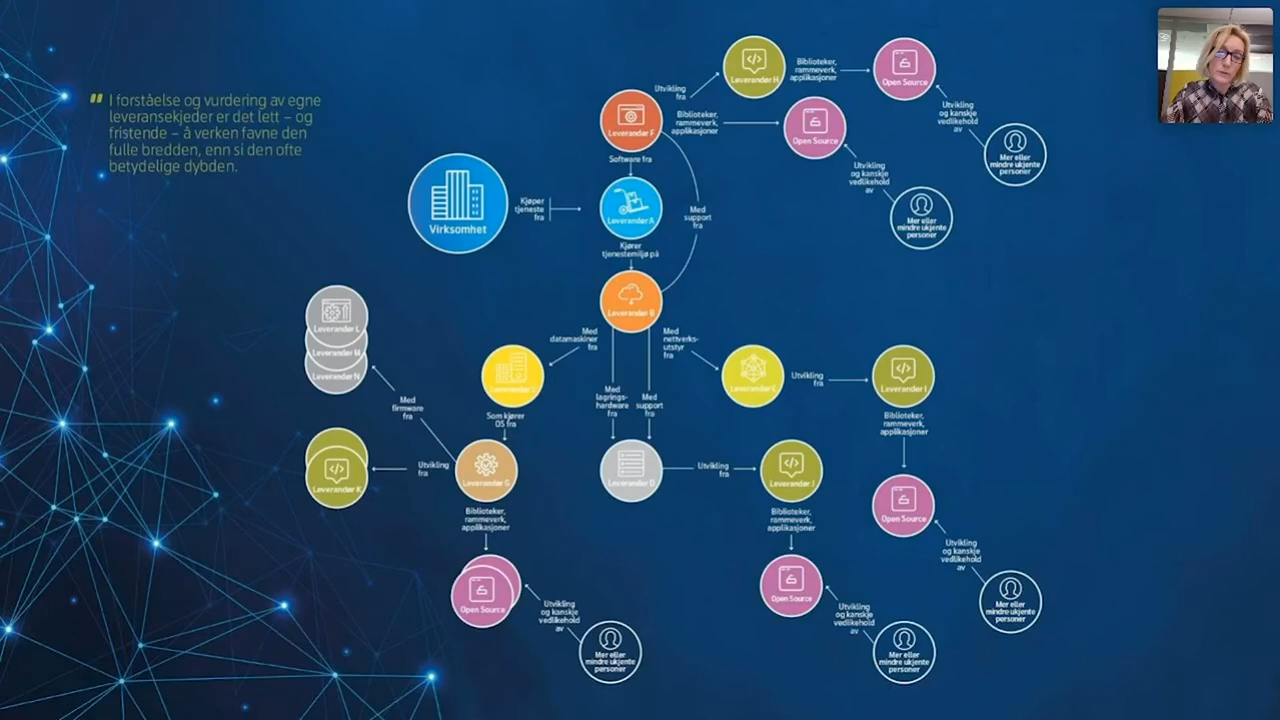 " I forståelse og vurdering av egne
leveransekjeder er det lett – og
fristende – å verken favne den
fulle bredden, enn si den ofte
betydelige dybden.
Virksomhet
Kjøper
tjeneste
fra
Leverandør F
Software fra
Leverandør A
Kjører
tjenestemiljø på
Leverandør B
Med
support
fra
Utvikling
fra
Leverandør H
Biblioteker,
rammeverk,
applikasjoner
Open Source
Utvikling
og kanskje
vedlikehold
av
Mer eller
mindre ukjente
personer
Biblioteker,
rammeverk,
applikasjoner
Open Source
Utvikling
og kanskje
vedlikehold
av
Mer eller
mindre ukjente
personer
Med
datamaskiner
fra
Som kjører
OS fra
Leverandør G
Med
firmware
fra
Leverandør L
Leverandør M
Leverandør N
Utvikling
fra
Leverandør K
Biblioteker,
rammeverk,
applikasjoner
Open Source
Utvikling
og kanskje
vedlikehold
av
Mer eller
mindre ukjente
personer
Med
lagrings-
hardware
fra
Med
support
fra
Leverandør D
Utvikling
fra
Leverandør J
Biblioteker,
rammeverk,
applikasjoner
Open Source
Utvikling
og kanskje
vedlikehold
av
Mer eller
mindre ukjente
personer
Med
nettverks-
utstyr
fra
Leverandør E
Utvikling
fra
Leverandør I
Biblioteker,
rammeverk,
applikasjoner
Open Source
Utvikling
og kanskje
vedlikehold
av
Mer eller
mindre ukjente
personer